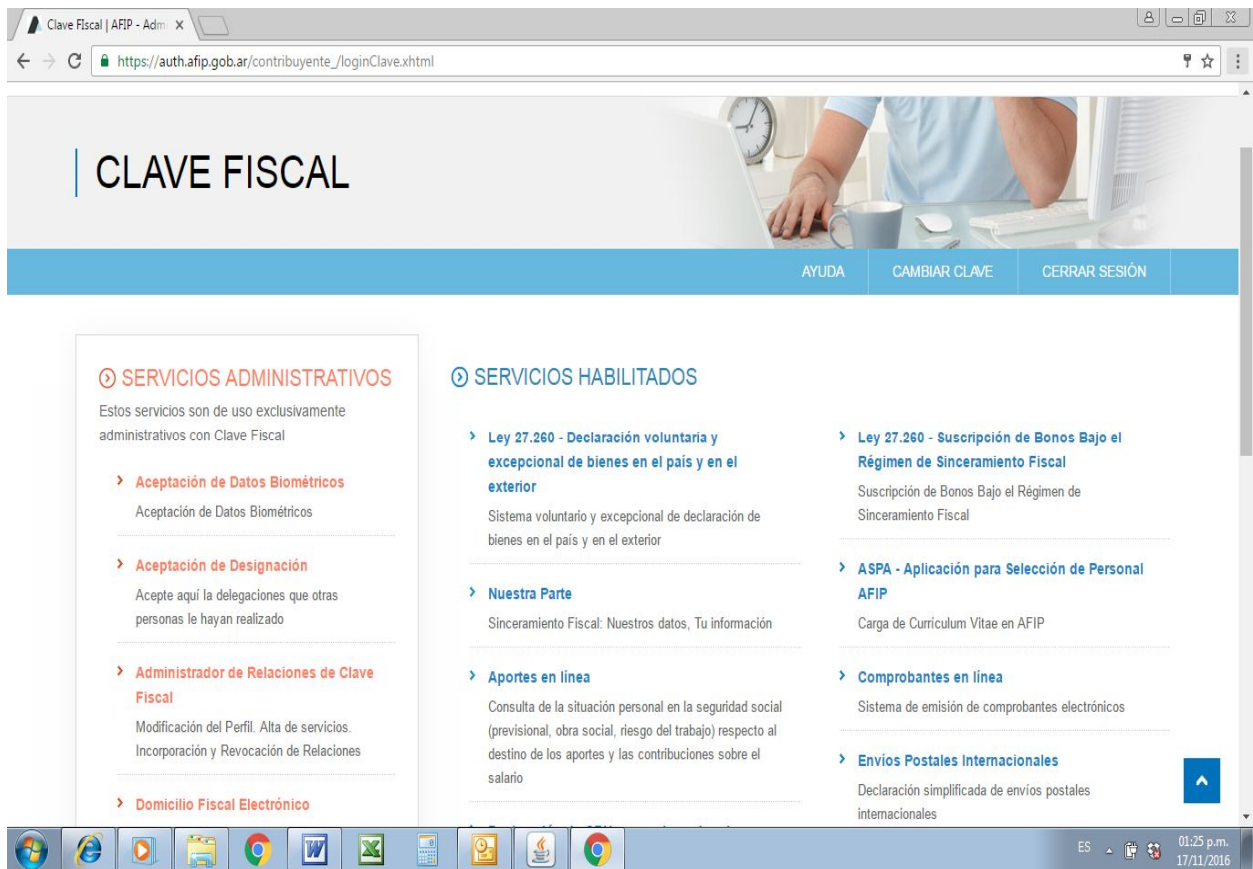 Clave FIscal | AFIP - Adm
https://auth.afip.gob.ar/contribuyente_/loginClave.xhtml
CLAVE FISCAL
AYUDA
CAMBIAR CLAVE
CERRAR SESIÓN
SERVICIOS ADMINISTRATIVOS
Estos servicios son de uso exclusivamente
administrativos con Clave Fiscal
Aceptación de Datos Biométricos
Aceptación de Datos Biométricos
Aceptación de Designación
Acepte aquí la delegaciones que otras
personas le hayan realizado
Administrador de Relaciones de Clave
Fiscal
Modificación del Perfil. Alta de servicios.
Incorporación y Revocación de Relaciones
Domicilio Fiscal Electrónico
SERVICIOS HABILITADOS
Ley 27.260 - Declaración voluntaria y
excepcional de bienes en el país y en el
exterior
Sistema voluntario y excepcional de declaración de
bienes en el país y en el exterior
Nuestra Parte
Sinceramiento Fiscal: Nuestros datos, Tu información
Aportes en línea
Consulta de la situación personal en la seguridad social
(previsional, obra social, riesgo del trabajo) respecto al
destino de los aportes y las contribuciones sobre el
salario
Ley 27.260 - Suscripción de Bonos Bajo el
Régimen de Sinceramiento Fiscal
Suscripción de Bonos Bajo el Régimen de
Sinceramiento Fiscal
ASPA - Aplicación para Selección de Personal
AFIP
Carga de Curriculum Vitae en AFIP
Comprobantes en línea
Sistema de emisión de comprobantes electrónicos
Envíos Postales Internacionales
Declaración simplificada de envíos postales
internacionales
ES
01:25 p.m.
17/11/2016